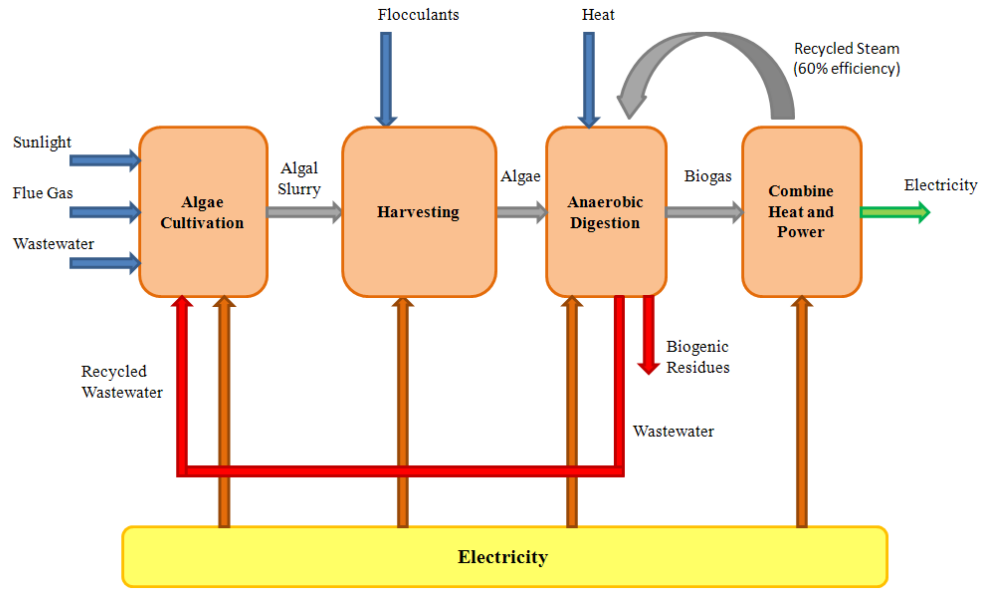 Flocculants
Heat
Recycled Steam
(60% efficiency)
Sunlight
Flue Gas
Wastewater
Algae
Cultivation
Algal
Slurry
Harvesting
Algae
Anaerobic
Digestion
Biogas
Combine
Heat and
Power
Electricity
Recycled
Wastewater
Biogenic
Residues
Wastewater
Electricity